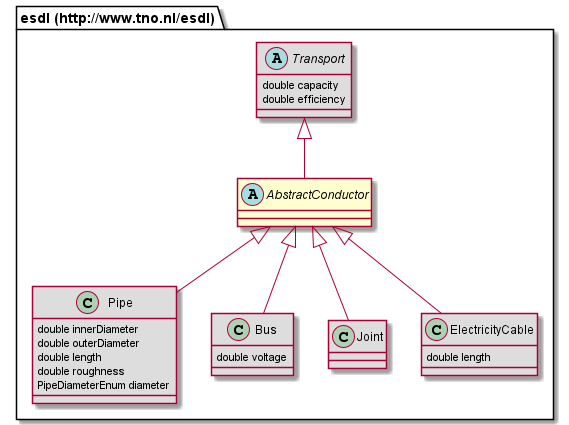 esdl (http://www.tno.nl/esdl)
A Transport
double capacity
double efficiency
A AbstractConductor
C Pipe
double innerDiameter
double outerDiameter
double length
double roughness
PipeDiameterEnum diameter
C Bus
double voltage
C Joint
C ElectricityCable
double length